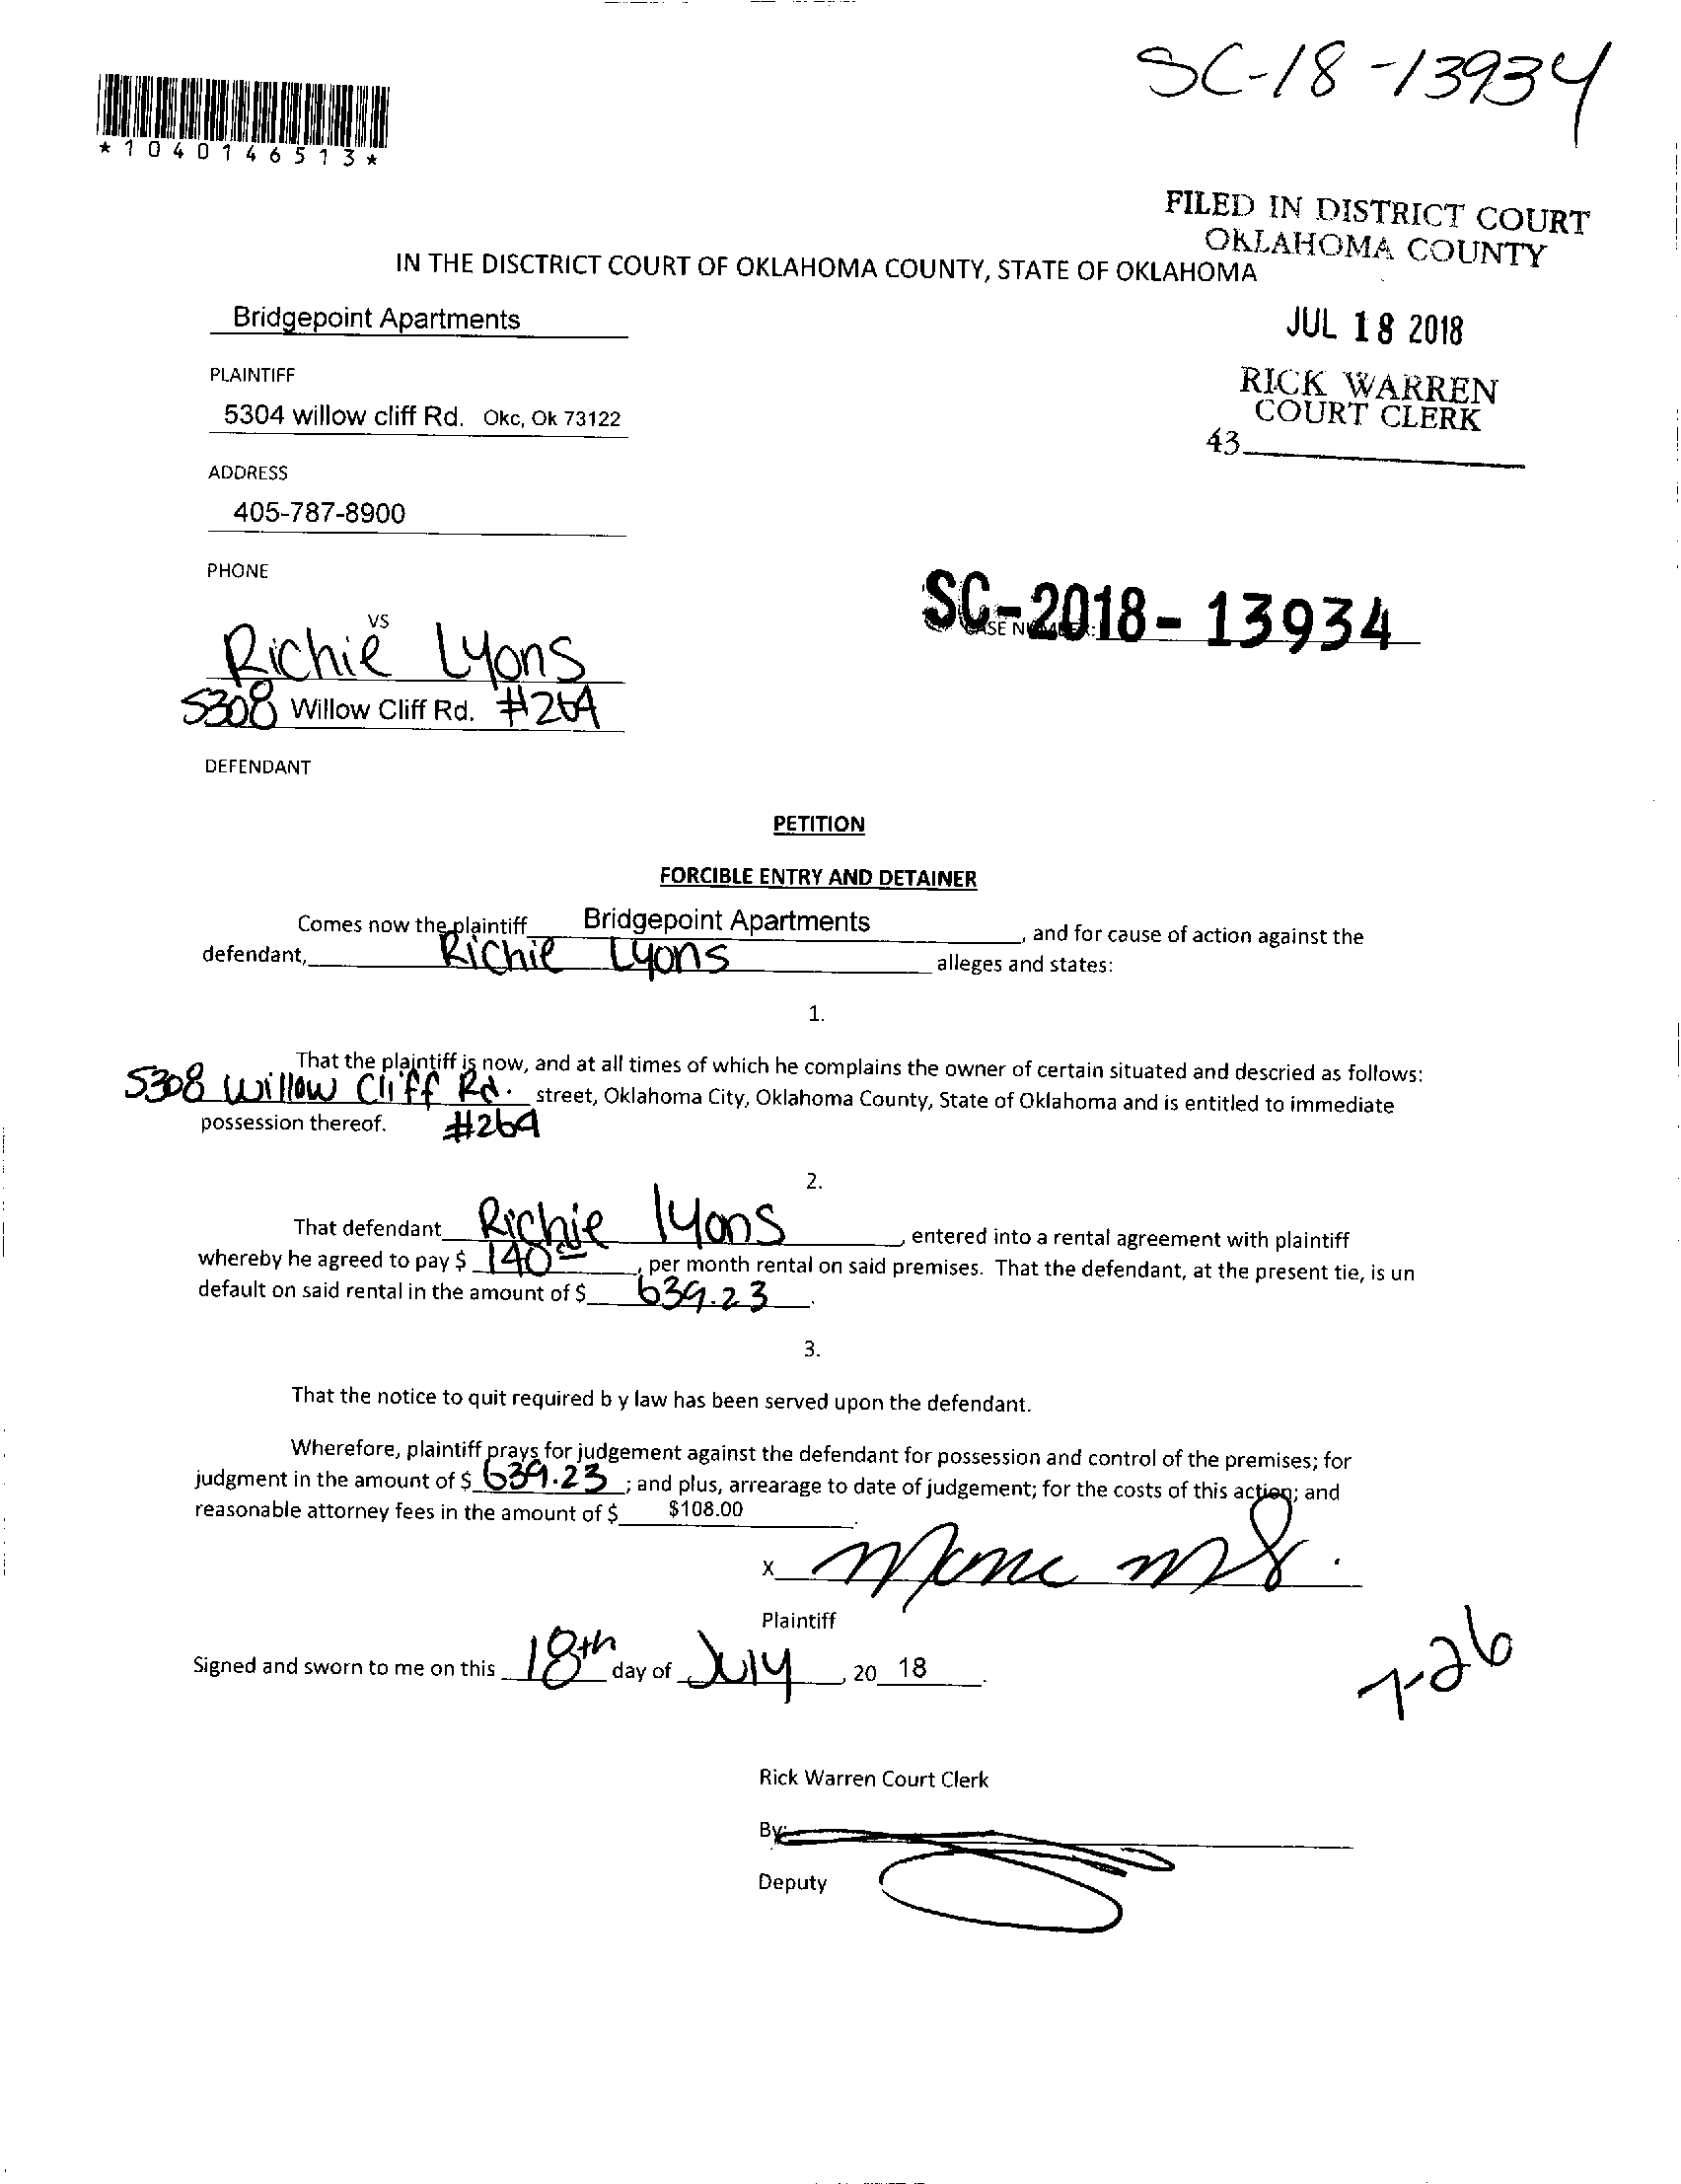 SC-18-13934
*1040146513*
FILED IN DISTRICT COURT
OKLAHOMA COUNTY
IN THE DISCTRICT COURT OF OKLAHOMA COUNTY, STATE OF OKLAHOMA
Bridgepoint Apartments
JUL 18 2018
PLAINTIFF
RICK WARREN
COURT CLERK
5304 willow cliff Rd. Okc, Ok 73122
43
ADDRESS
405-787-8900
PHONE
SC-2018-13934
CASE NUMBER:
VS
Richie Lyons
5308 Willow Cliff Rd. #264
DEFENDANT
PETITION
FORCIBLE ENTRY AND DETAINER
Comes now the plaintiff Bridgepoint Apartments, and for cause of action against the
defendant, Richie Lyons alleges and states:
1.
That the plaintiff is now, and at all times of which he complains the owner of certain situated and descried as follows:
5308 Willow Cliff Rd. street, Oklahoma City, Oklahoma County, State of Oklahoma and is entitled to immediate
possession thereof. #264
2.
That defendant Richie Lyons, entered into a rental agreement with plaintiff
whereby he agreed to pay $ 140, per month rental on said premises. That the defendant, at the present tie, is un
default on said rental in the amount of $ 639.23.
3.
That the notice to quit required b y law has been served upon the defendant.
Wherefore, plaintiff prays for judgement against the defendant for possession and control of the premises; for
judgment in the amount of $ 639.23; and plus, arrearage to date of judgement; for the costs of this action; and
reasonable attorney fees in the amount of $ $108.00.
X
Plaintiff
Signed and sworn to me on this 18th day of July, 20 18.
7-26
Rick Warren Court Clerk
By:
Deputy